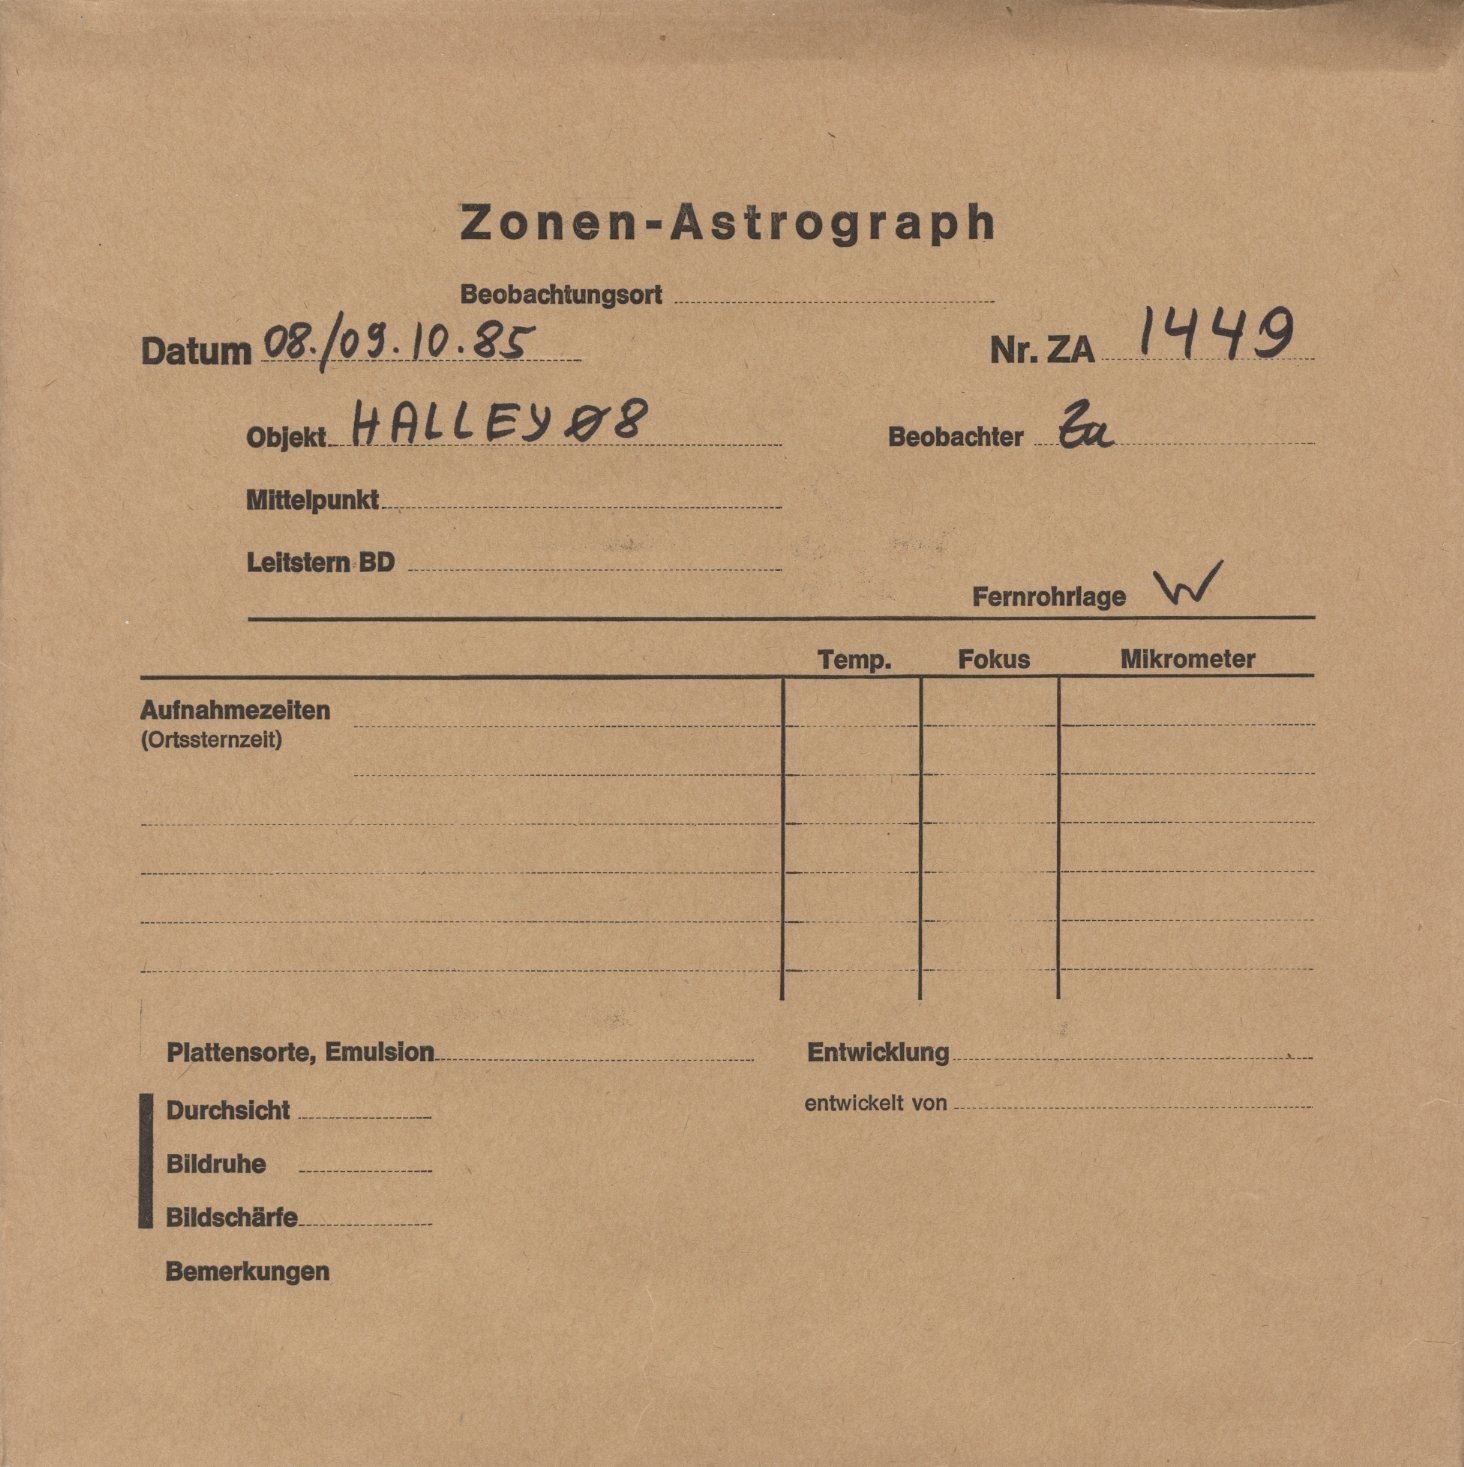 Zonen-Astrograph
Beobachtungsort
Datum 08./09.10.85 Nr. ZA 1449
Objekt HALLEY Ø8 Beobachter Za
Mittelpunkt
Leitstern BD
Fernrohrlage W
Temp. Fokus Mikrometer
Aufnahmezeiten
(Ortssternzeit)
Plattensorte, Emulsion Entwicklung
Durchsicht entwickelt von
Bildruhe
Bildschärfe
Bemerkungen